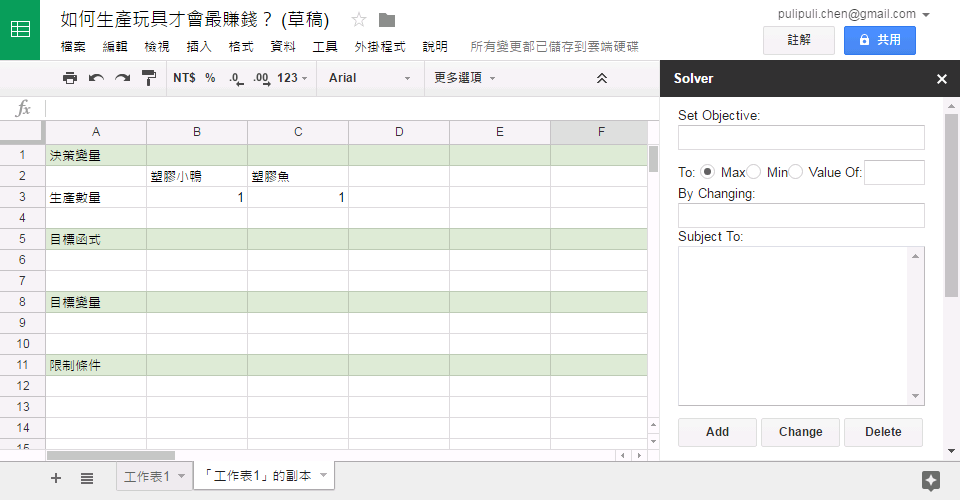 如何生產玩具才會最賺錢？ (草稿)
pulipuli.chen@gmail.com
檔案 編輯 檢視 插入 格式 資料 工具 外掛程式 說明 所有變更都已儲存到雲端硬碟
註解 共用
NT$ % .0 .00 123 Arial 更多選項
Solver
fx
A B C D E F
1 決策變量
2 塑膠小鴨 塑膠魚
3 生產數量 1 1
4
5 目標函式
6
7
8 目標變量
9
10
11 限制條件
12
13
14
15
Set Objective:
To: Max Min Value Of:
By Changing:
Subject To:
Add Change Delete
工作表1 「工作表1」的副本